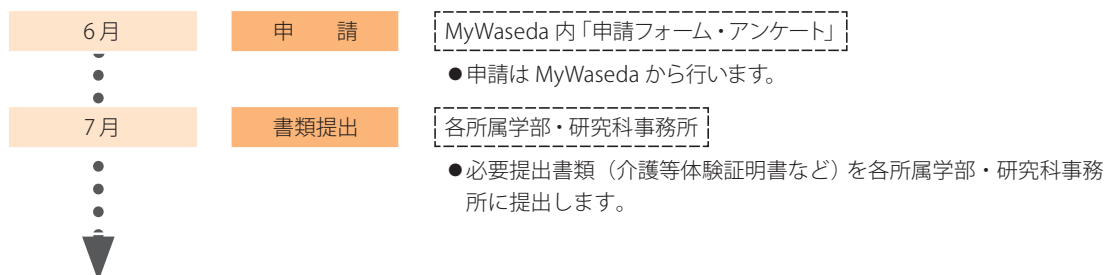 6月 申　請 MyWaseda 内「申請フォーム・アンケート」
●申請は MyWaseda から行います。
7月 書類提出 各所属学部・研究科事務所
●必要提出書類（介護等体験証明書など）を各所属学部・研究科事務
所に提出します。